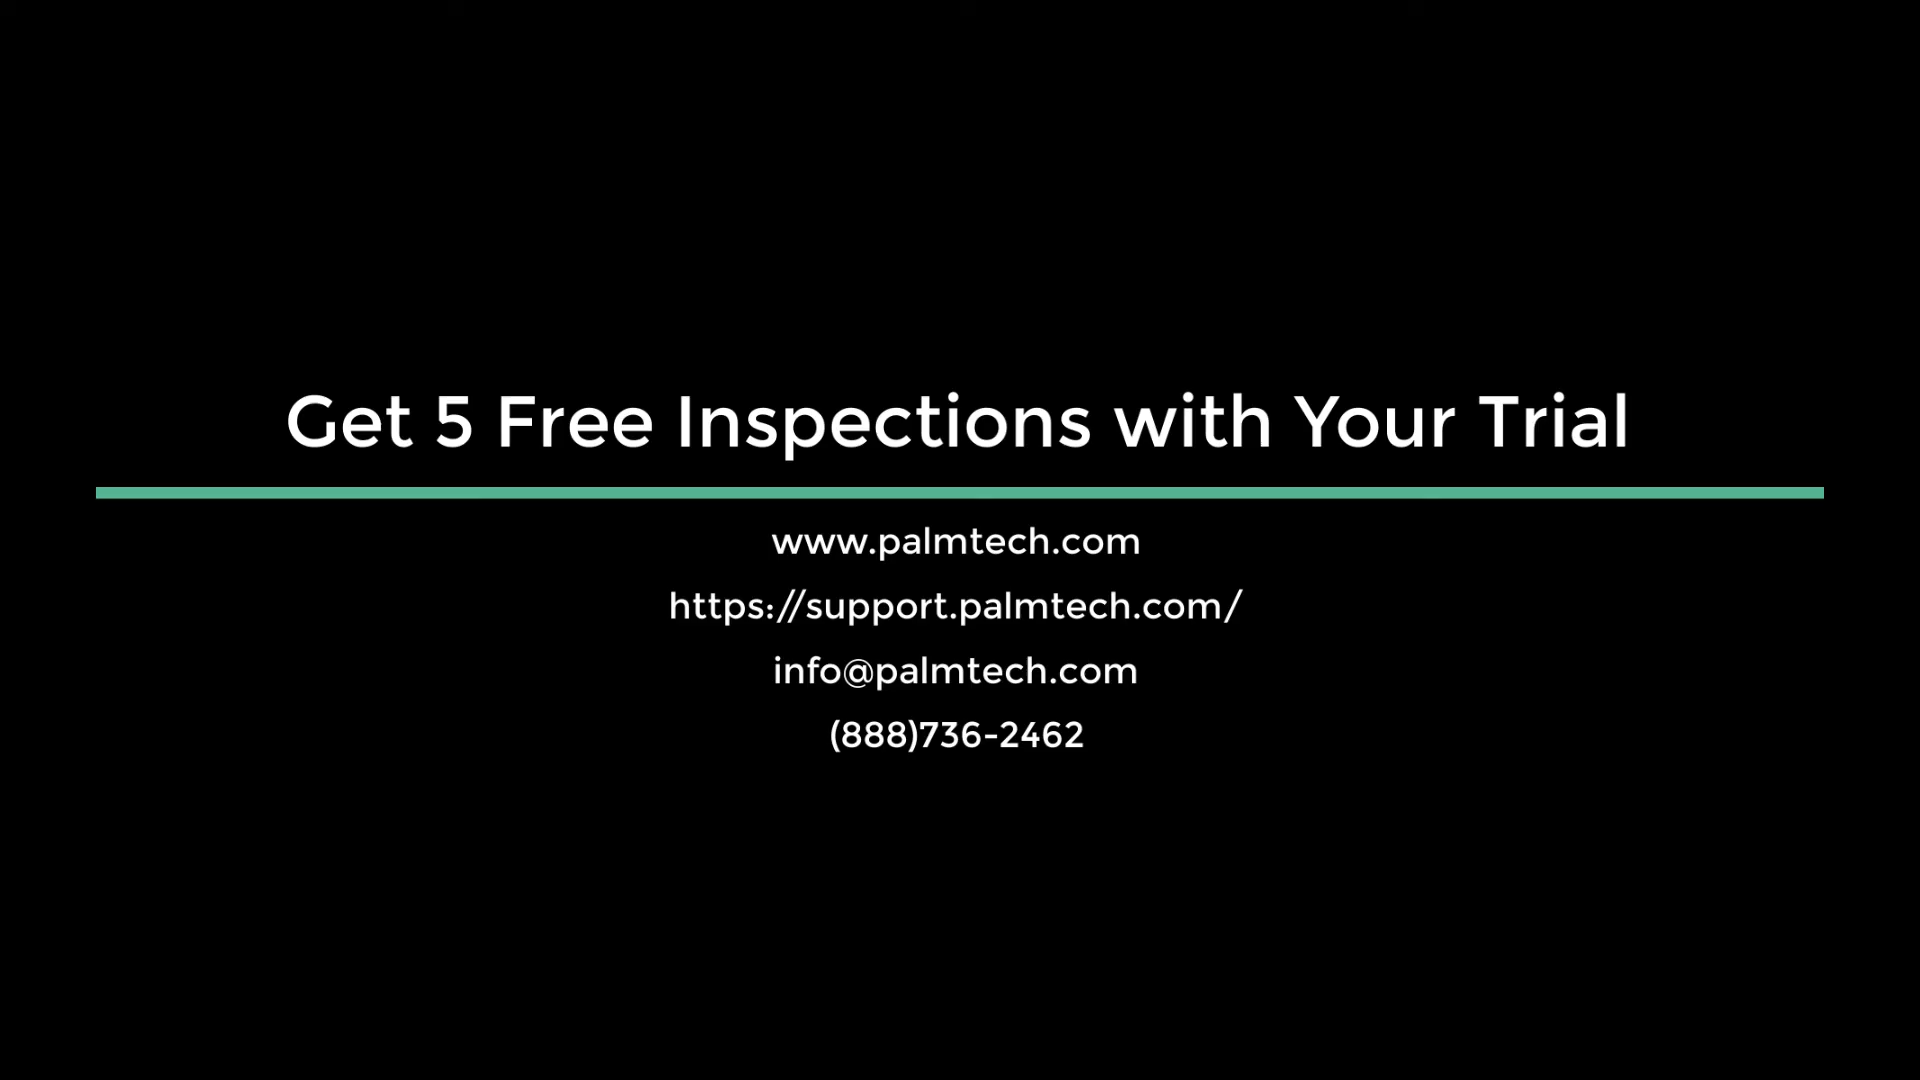 Get 5 Free Inspections with Your Trial
www.palmtech.com
https://support.palmtech.com/
info@palmtech.com
(888)736-2462